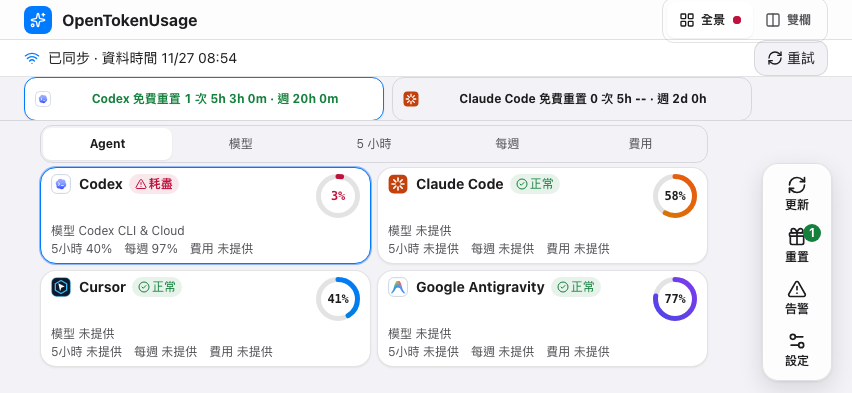 OpenTokenUsage
全景
雙欄
已同步 · 資料時間 11/27 08:54
重試
Codex 免費重置 1 次 5h 3h 0m · 週 20h 0m
Claude Code 免費重置 0 次 5h -- · 週 2d 0h
Agent
模型
5 小時
每週
費用
Codex
耗盡
3%
模型 Codex CLI & Cloud
5小時 40% 每週 97% 費用 未提供
Claude Code
正常
58%
模型 未提供
5小時 未提供 每週 未提供 費用 未提供
Cursor
正常
41%
模型 未提供
5小時 未提供 每週 未提供 費用 未提供
Google Antigravity
正常
77%
模型 未提供
5小時 未提供 每週 未提供 費用 未提供
更新
1
重置
告警
設定